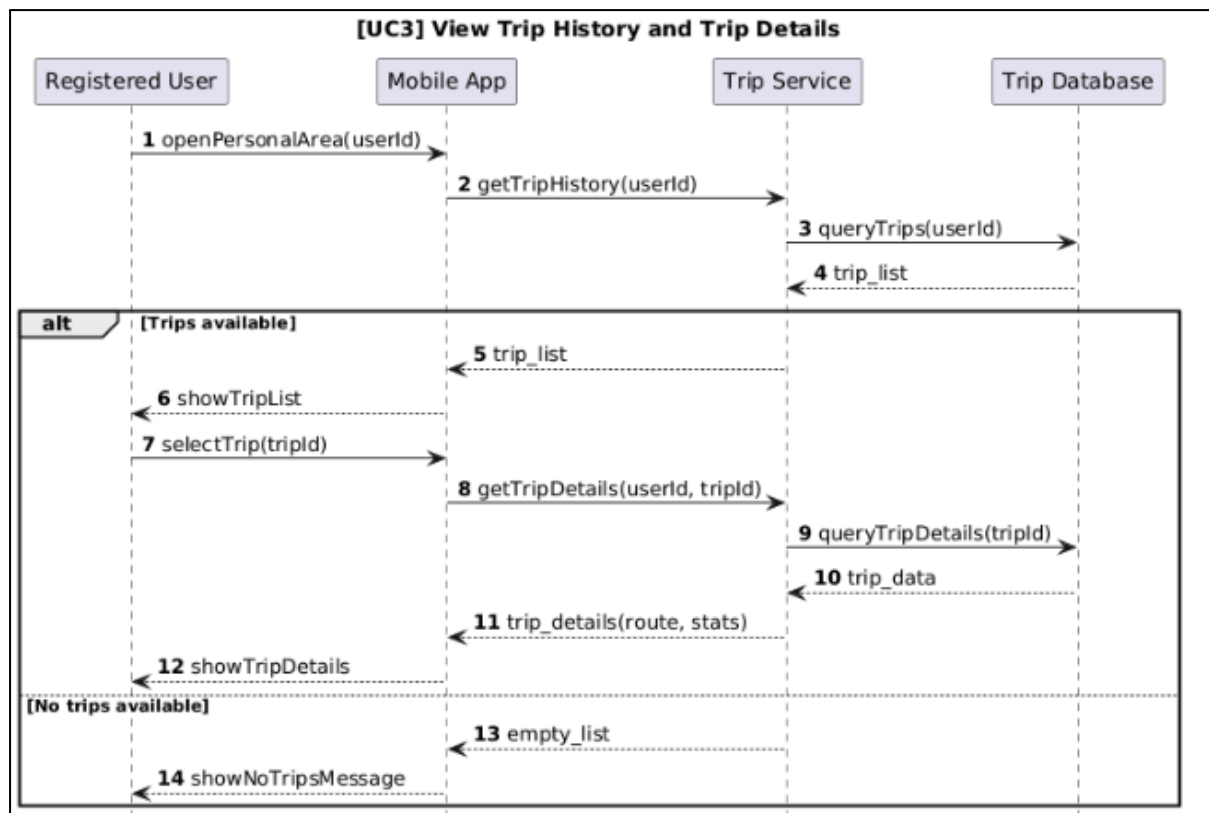 [UC3] View Trip History and Trip Details
Registered User Mobile App Trip Service Trip Database
1 openPersonalArea(userId)
2 getTripHistory(userId)
3 queryTrips(userId)
4 trip_list
alt [Trips available]
5 trip_list
6 showTripList
7 selectTrip(tripId)
8 getTripDetails(userId, tripId)
9 queryTripDetails(tripId)
10 trip_data
11 trip_details(route, stats)
12 showTripDetails
[No trips available]
13 empty_list
14 showNoTripsMessage